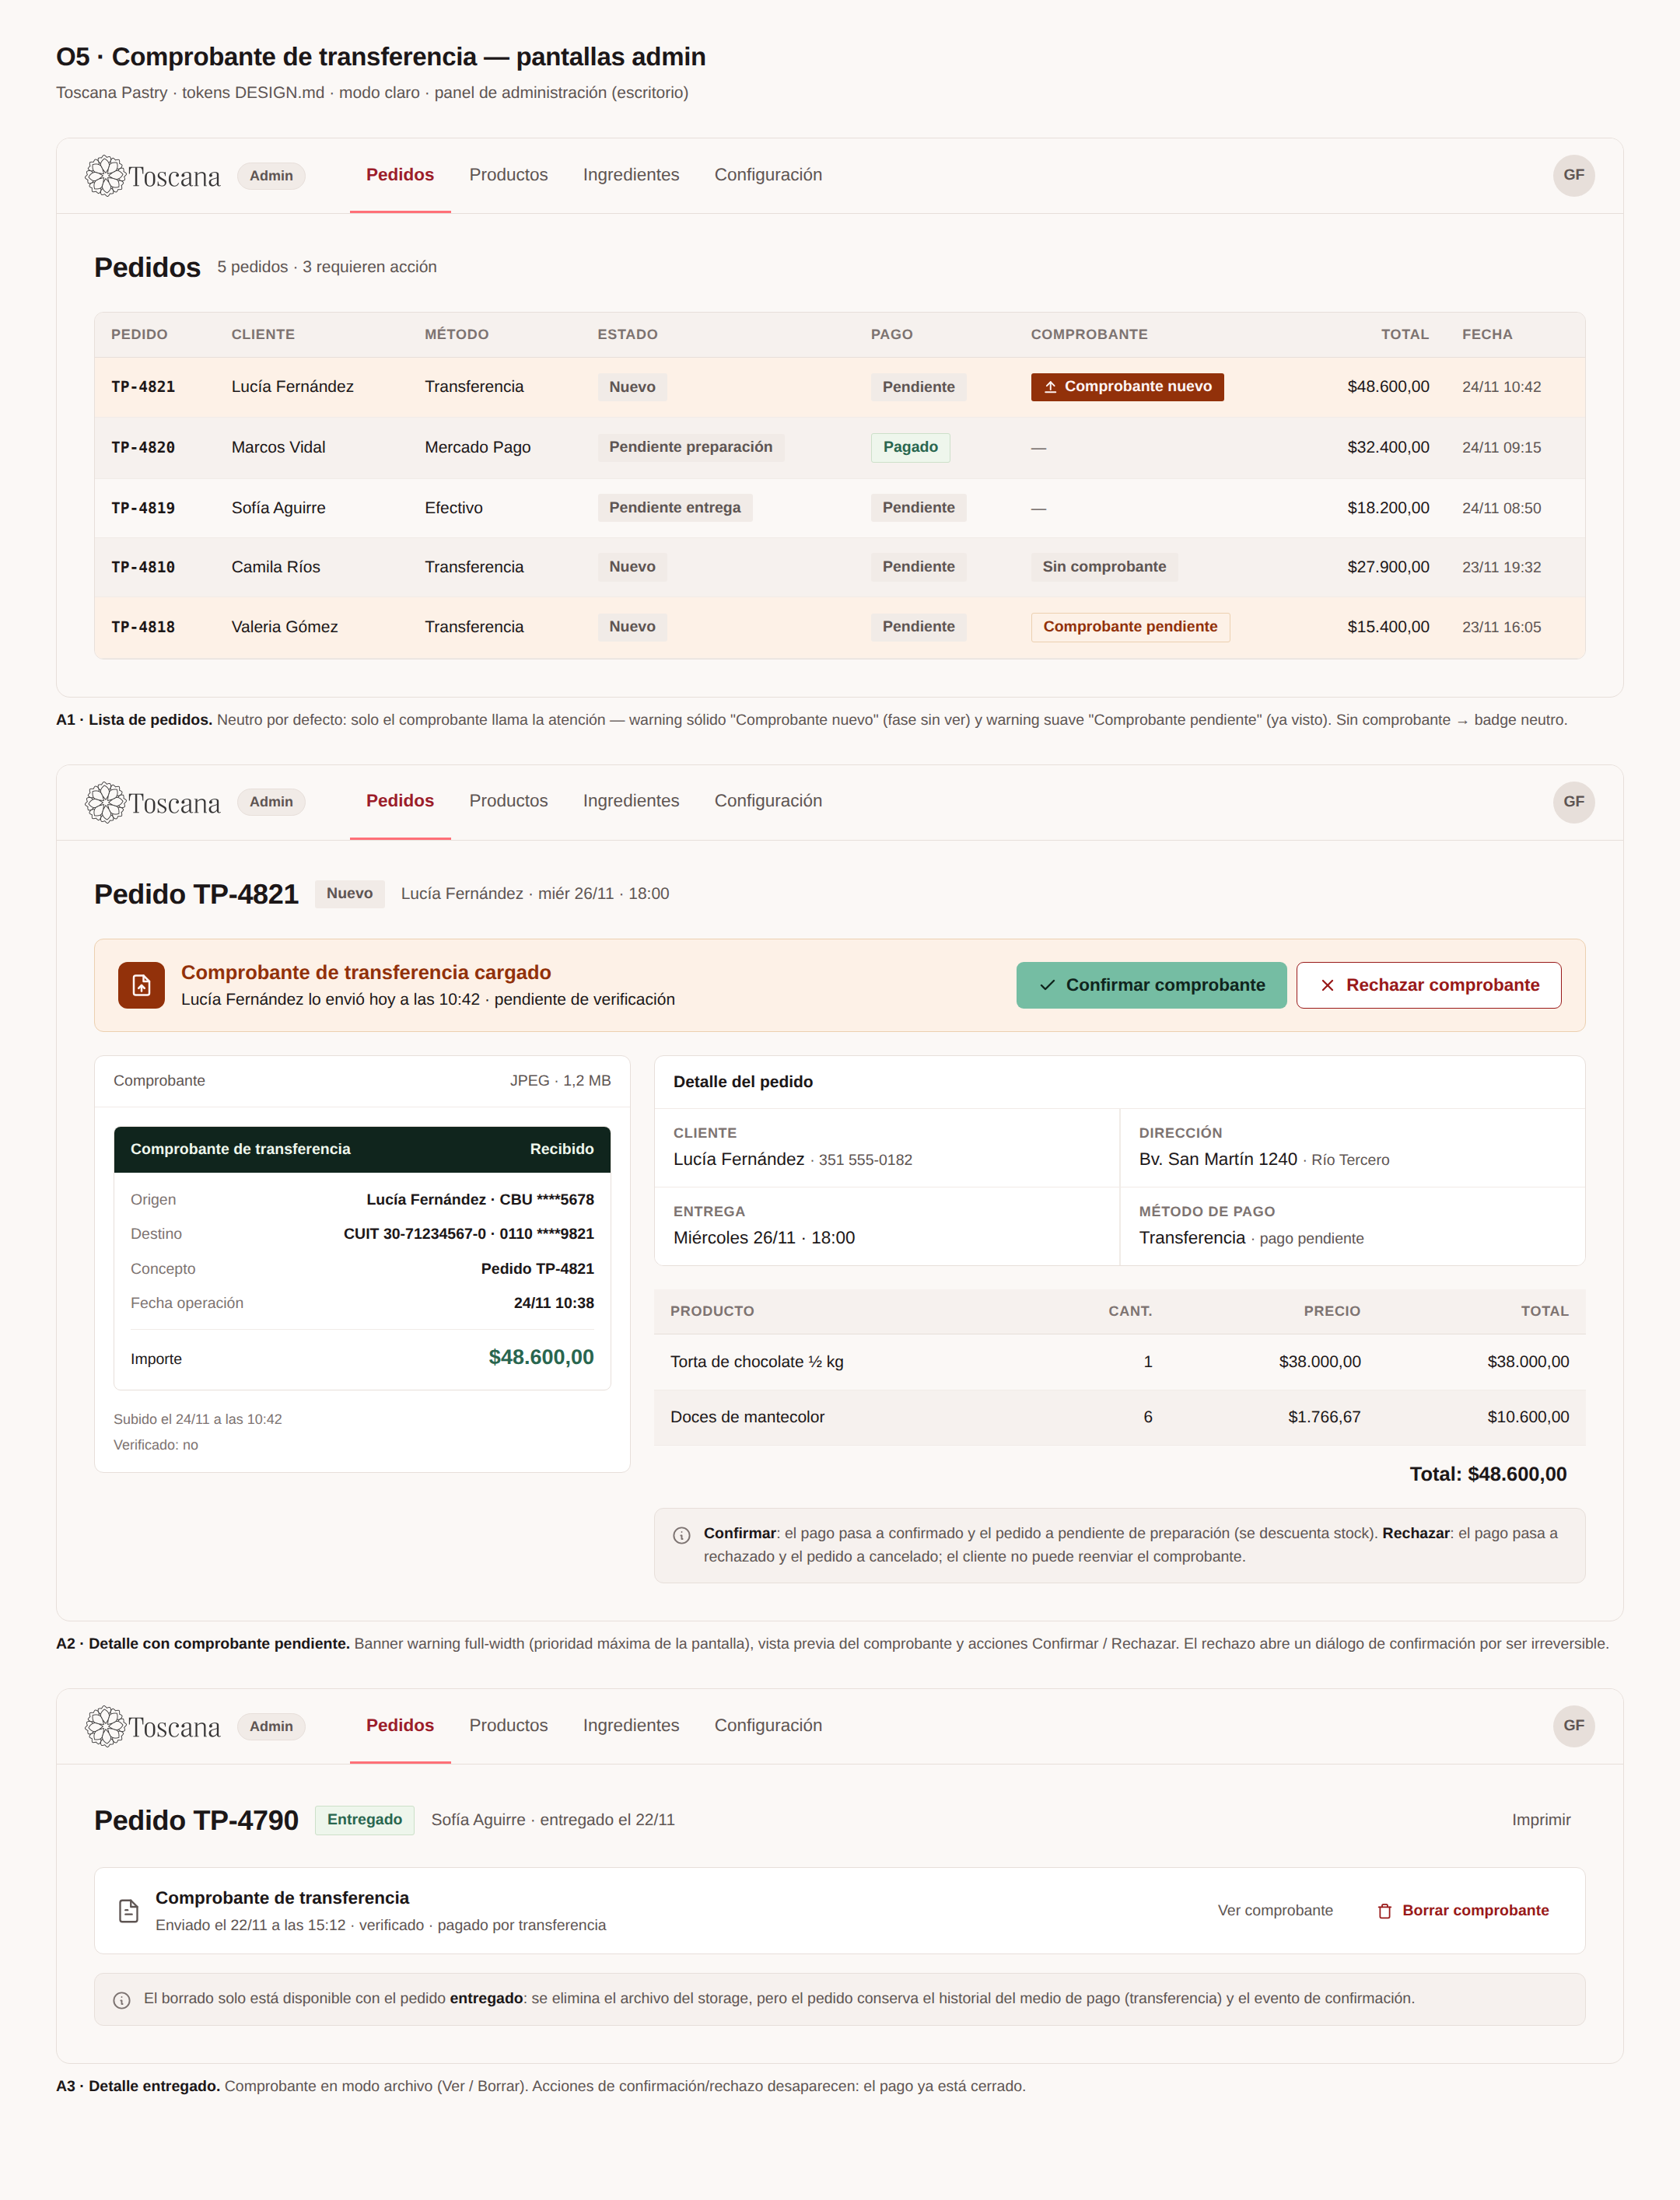 O5 · Comprobante de transferencia — pantallas admin
Toscana Pastry · tokens DESIGN.md · modo claro · panel de administración (escritorio)
Toscana Admin Pedidos Productos Ingredientes Configuración GF
Pedidos 5 pedidos · 3 requieren acción
PEDIDO CLIENTE MÉTODO ESTADO PAGO COMPROBANTE TOTAL FECHA
TP-4821 Lucía Fernández Transferencia Nuevo Pendiente Comprobante nuevo $48.600,00 24/11 10:42
TP-4820 Marcos Vidal Mercado Pago Pendiente preparación Pagado — $32.400,00 24/11 09:15
TP-4819 Sofía Aguirre Efectivo Pendiente entrega Pendiente — $18.200,00 24/11 08:50
TP-4810 Camila Ríos Transferencia Nuevo Pendiente Sin comprobante $27.900,00 23/11 19:32
TP-4818 Valeria Gómez Transferencia Nuevo Pendiente Comprobante pendiente $15.400,00 23/11 16:05
A1 · Lista de pedidos. Neutro por defecto: solo el comprobante llama la atención — warning sólido "Comprobante nuevo" (fase sin ver) y warning suave "Comprobante pendiente" (ya visto). Sin comprobante → badge neutro.
Toscana Admin Pedidos Productos Ingredientes Configuración GF
Pedido TP-4821 Nuevo Lucía Fernández · miér 26/11 · 18:00
Comprobante de transferencia cargado
Lucía Fernández lo envió hoy a las 10:42 · pendiente de verificación
Confirmar comprobante Rechazar comprobante
Comprobante JPEG · 1,2 MB
Comprobante de transferencia Recibido
Origen Lucía Fernández · CBU ****5678
Destino CUIT 30-71234567-0 · 0110 ****9821
Concepto Pedido TP-4821
Fecha operación 24/11 10:38
Importe $48.600,00
Subido el 24/11 a las 10:42
Verificado: no
Detalle del pedido
CLIENTE
Lucía Fernández · 351 555-0182
DIRECCIÓN
Bv. San Martín 1240 · Río Tercero
ENTREGA
Miércoles 26/11 · 18:00
MÉTODO DE PAGO
Transferencia · pago pendiente
PRODUCTO CANT. PRECIO TOTAL
Torta de chocolate ½ kg 1 $38.000,00 $38.000,00
Doces de mantecolor 6 $1.766,67 $10.600,00
Total: $48.600,00
Confirmar: el pago pasa a confirmado y el pedido a pendiente de preparación (se descuenta stock). Rechazar: el pago pasa a
rechazado y el pedido a cancelado; el cliente no puede reenviar el comprobante.
A2 · Detalle con comprobante pendiente. Banner warning full-width (prioridad máxima de la pantalla), vista previa del comprobante y acciones Confirmar / Rechazar. El rechazo abre un diálogo de confirmación por ser irreversible.
Toscana Admin Pedidos Productos Ingredientes Configuración GF
Pedido TP-4790 Entregado Sofía Aguirre · entregado el 22/11 Imprimir
Comprobante de transferencia
Enviado el 22/11 a las 15:12 · verificado · pagado por transferencia
Ver comprobante Borrar comprobante
El borrado solo está disponible con el pedido entregado: se elimina el archivo del storage, pero el pedido conserva el historial del medio de pago (transferencia) y el evento de confirmación.
A3 · Detalle entregado. Comprobante en modo archivo (Ver / Borrar). Acciones de confirmación/rechazo desaparecen: el pago ya está cerrado.